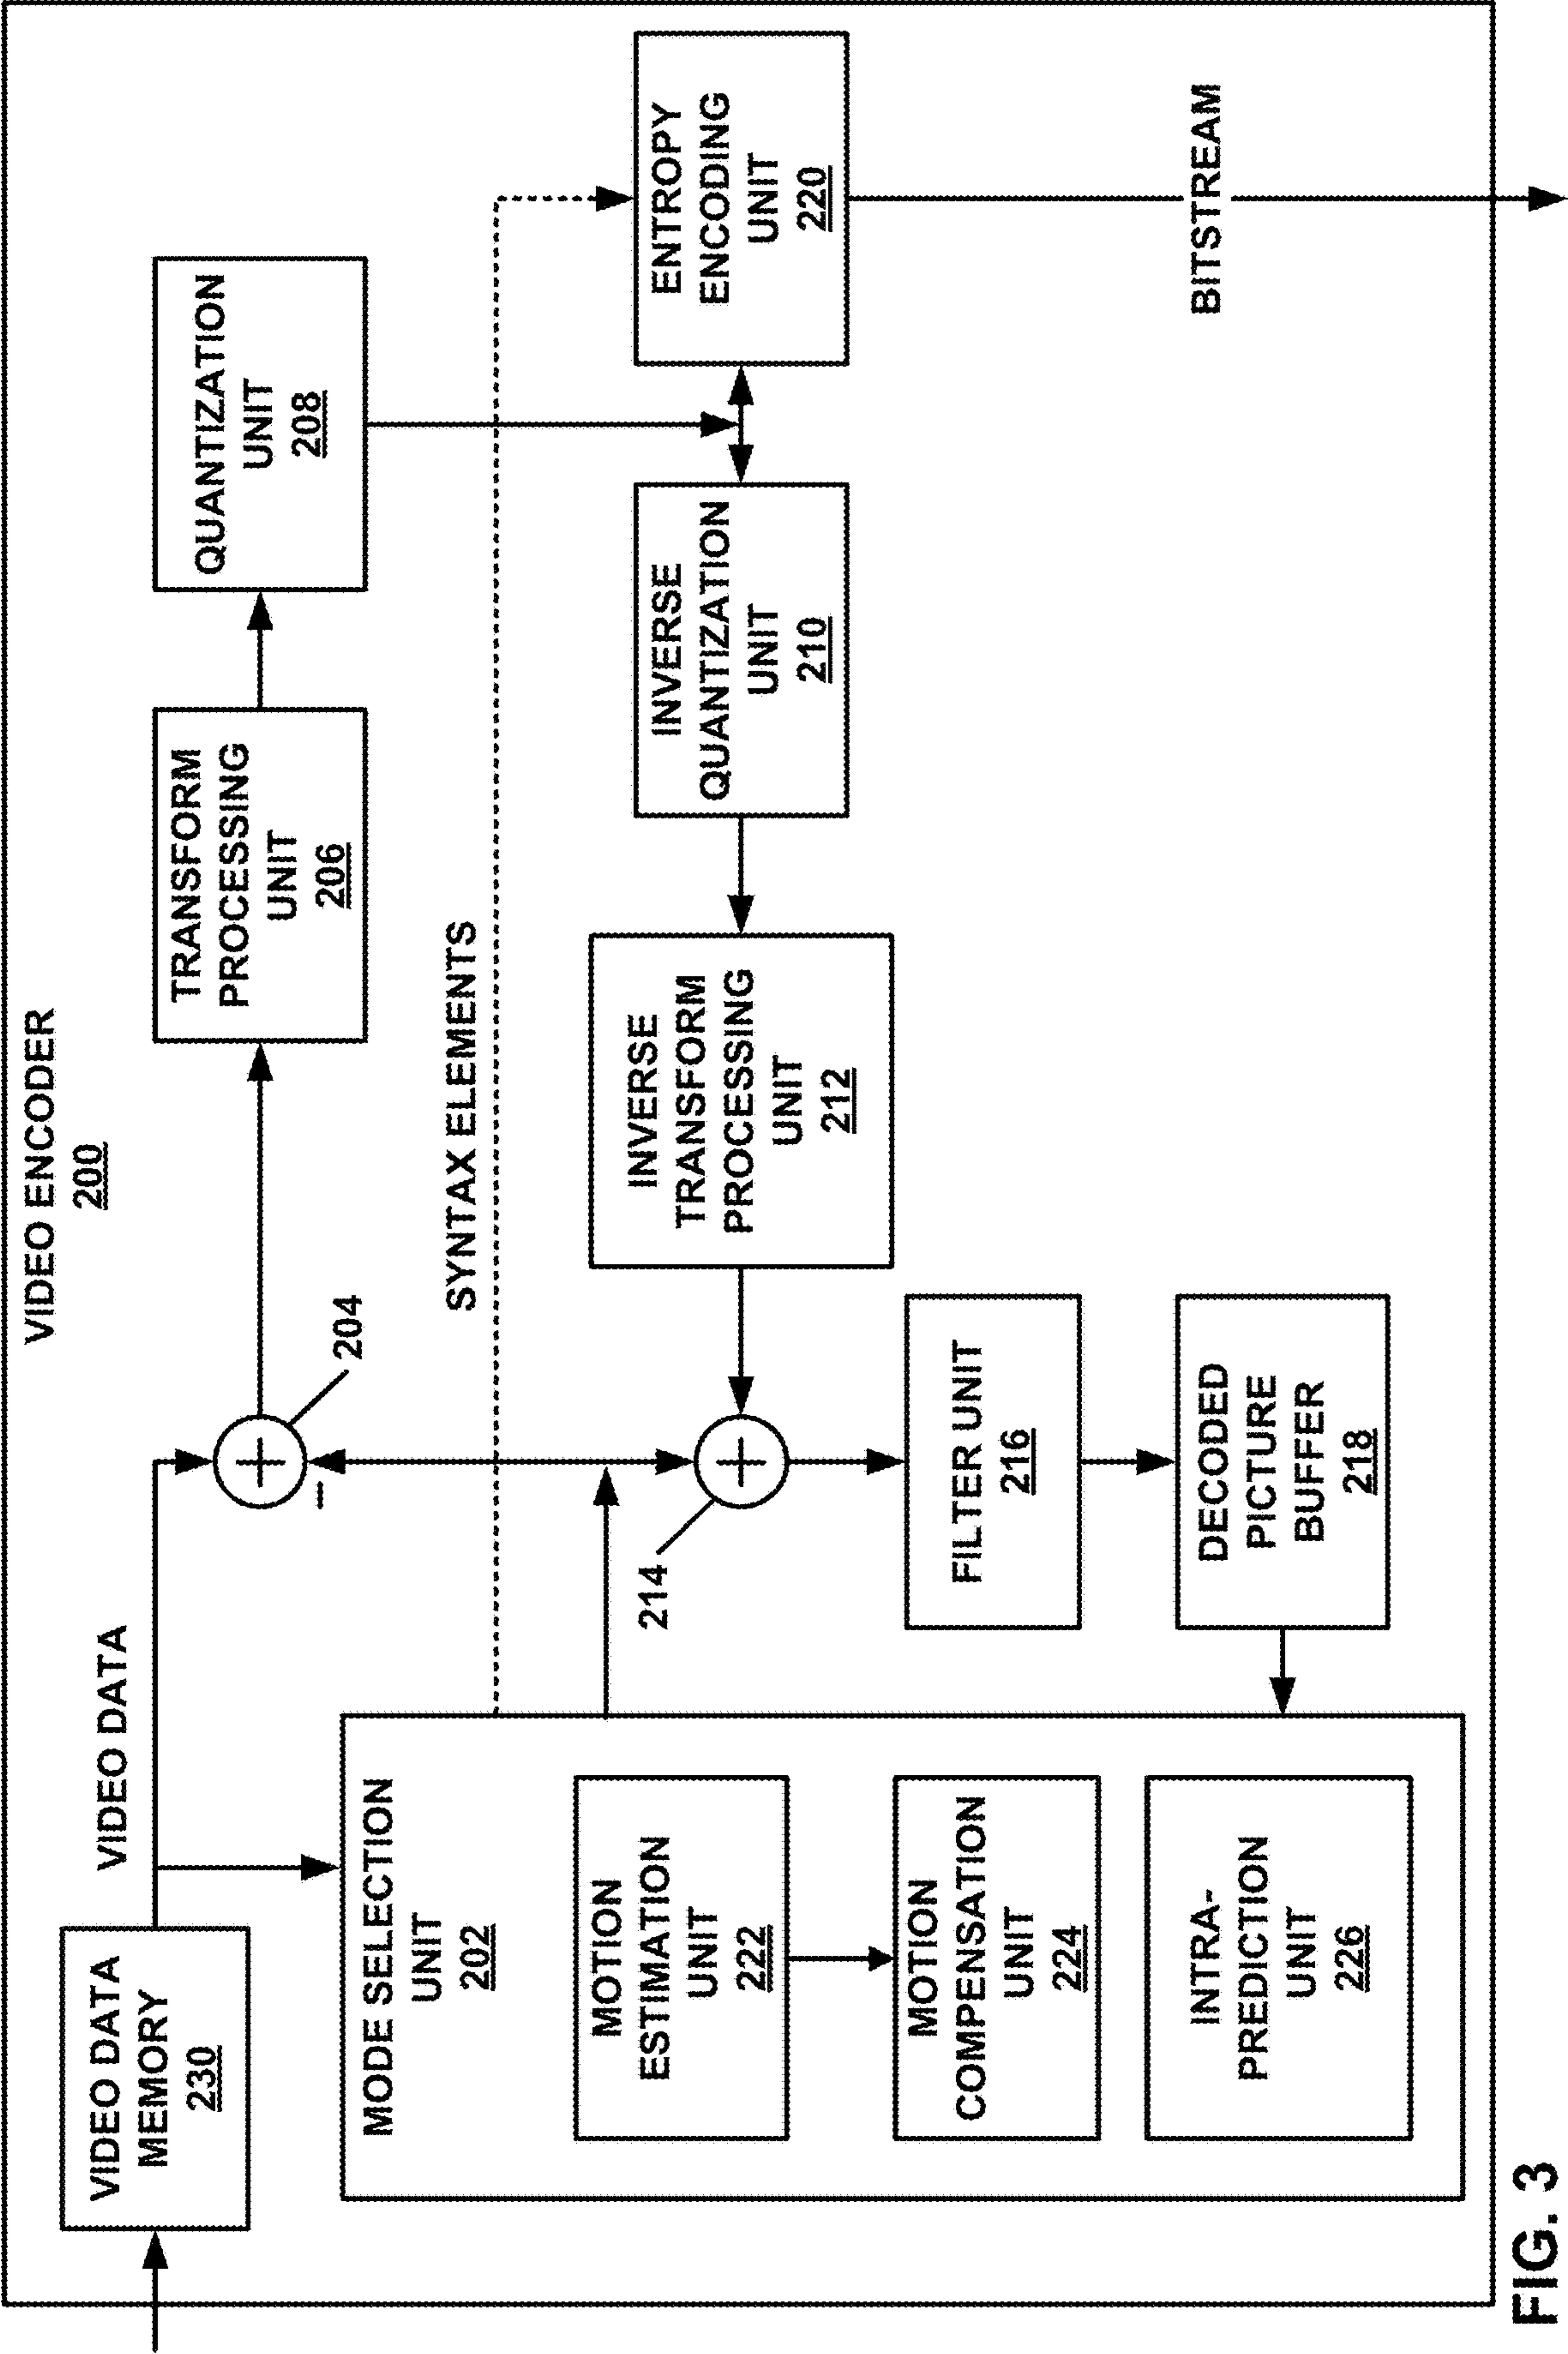 VIDEO ENCODER
200
VIDEO DATA
MEMORY
230
VIDEO DATA
204
TRANSFORM
PROCESSING
UNIT
206
QUANTIZATION
UNIT
208
MODE SELECTION
UNIT
202
SYNTAX ELEMENTS
MOTION
ESTIMATION
UNIT
222
MOTION
COMPENSATION
UNIT
224
INTRA-
PREDICTION
UNIT
226
214
INVERSE
TRANSFORM
PROCESSING
UNIT
212
INVERSE
QUANTIZATION
UNIT
210
ENTROPY
ENCODING
UNIT
220
FILTER UNIT
216
DECODED
PICTURE
BUFFER
218
BITSTREAM
FIG. 3